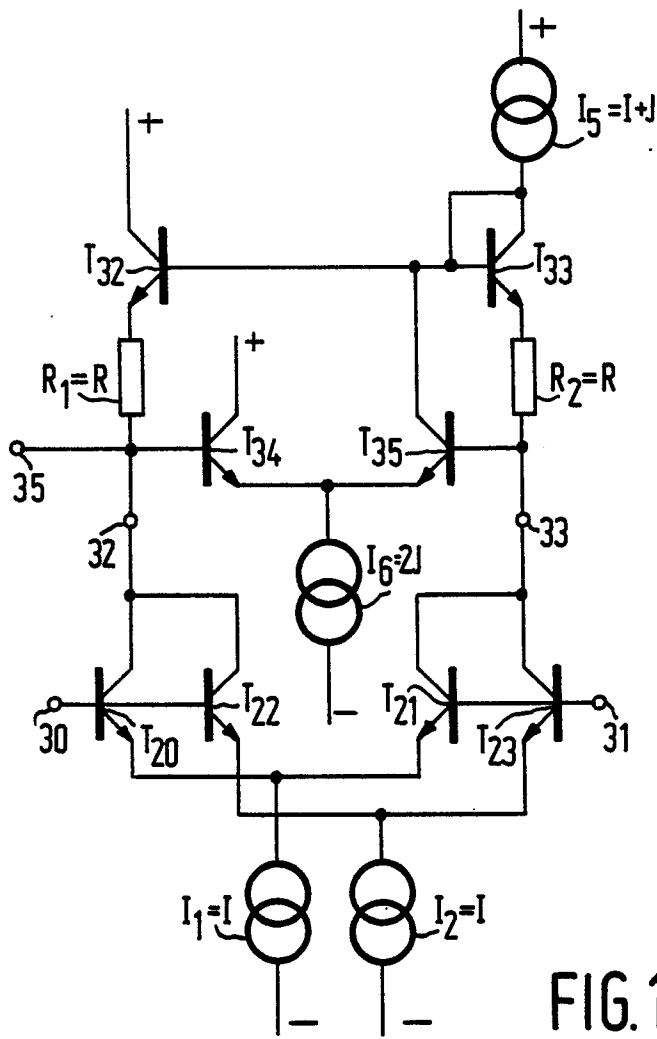 +
I5=I+J
+
T32
T33
R1=R
+
R2=R
T34
T35
35
32
33
I6=2J
−
30
T20
T22
T21
T23
31
I1=I
I2=I
−
−
FIG.